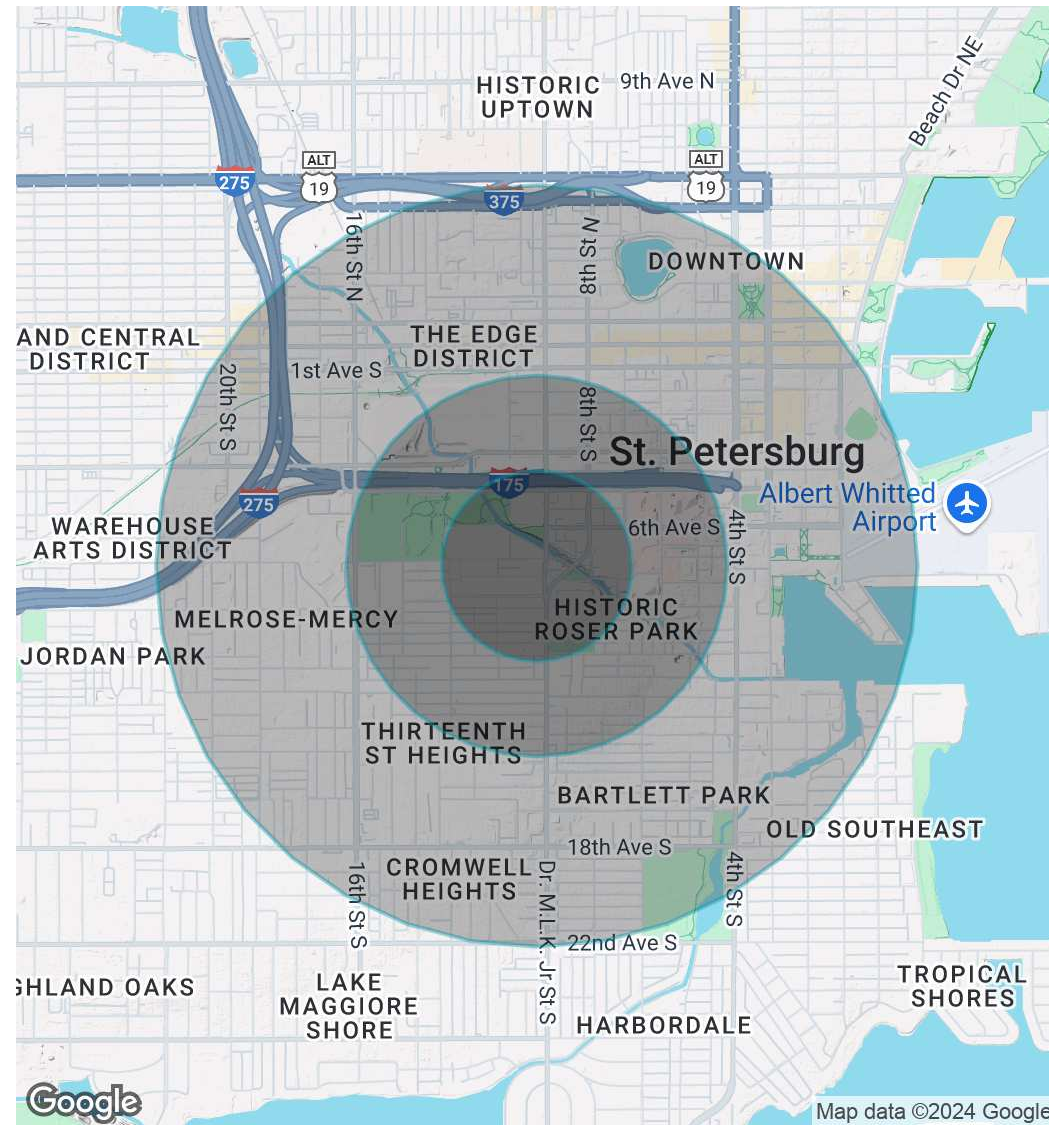 HISTORIC
UPTOWN
9th Ave N
Beach Dr NE
ALT
19
275
375
ALT
19
16th St N
8th St N
DOWNTOWN
AND CENTRAL
DISTRICT
THE EDGE
DISTRICT
20th St S
1st Ave S
8th St S
St. Petersburg
175
275
Albert Whitted
Airport
WAREHOUSE
ARTS DISTRICT
6th Ave S
4th St S
MELROSE-MERCY
HISTORIC
ROSER PARK
JORDAN PARK
THIRTEENTH
ST HEIGHTS
BARTLETT PARK
OLD SOUTHEAST
18th Ave S
CROMWELL
HEIGHTS
16th St S
Dr. M.L.K. Jr St S
4th St S
22nd Ave S
GHLAND OAKS
LAKE
MAGGIORE
SHORE
TROPICAL
SHORES
HARBORDALE
Google
Map data ©2024 Google